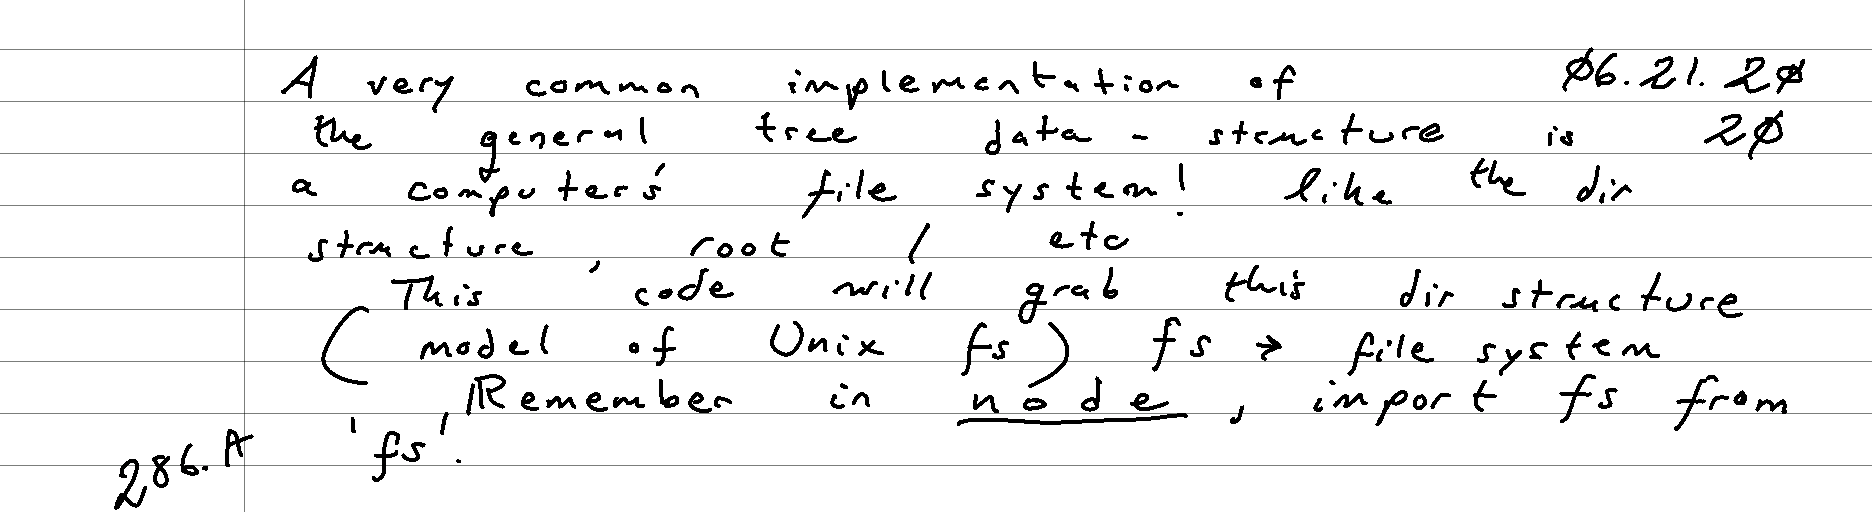 A very common implementation of Ø6.21.2Ø
the general tree data-structure is 2Ø
a computer's file system! like the dir
structure, root / etc
This code will grab this dir structure
(model of Unix fs) fs → file system
Remember in node, import fs from
'fs'.
286.A